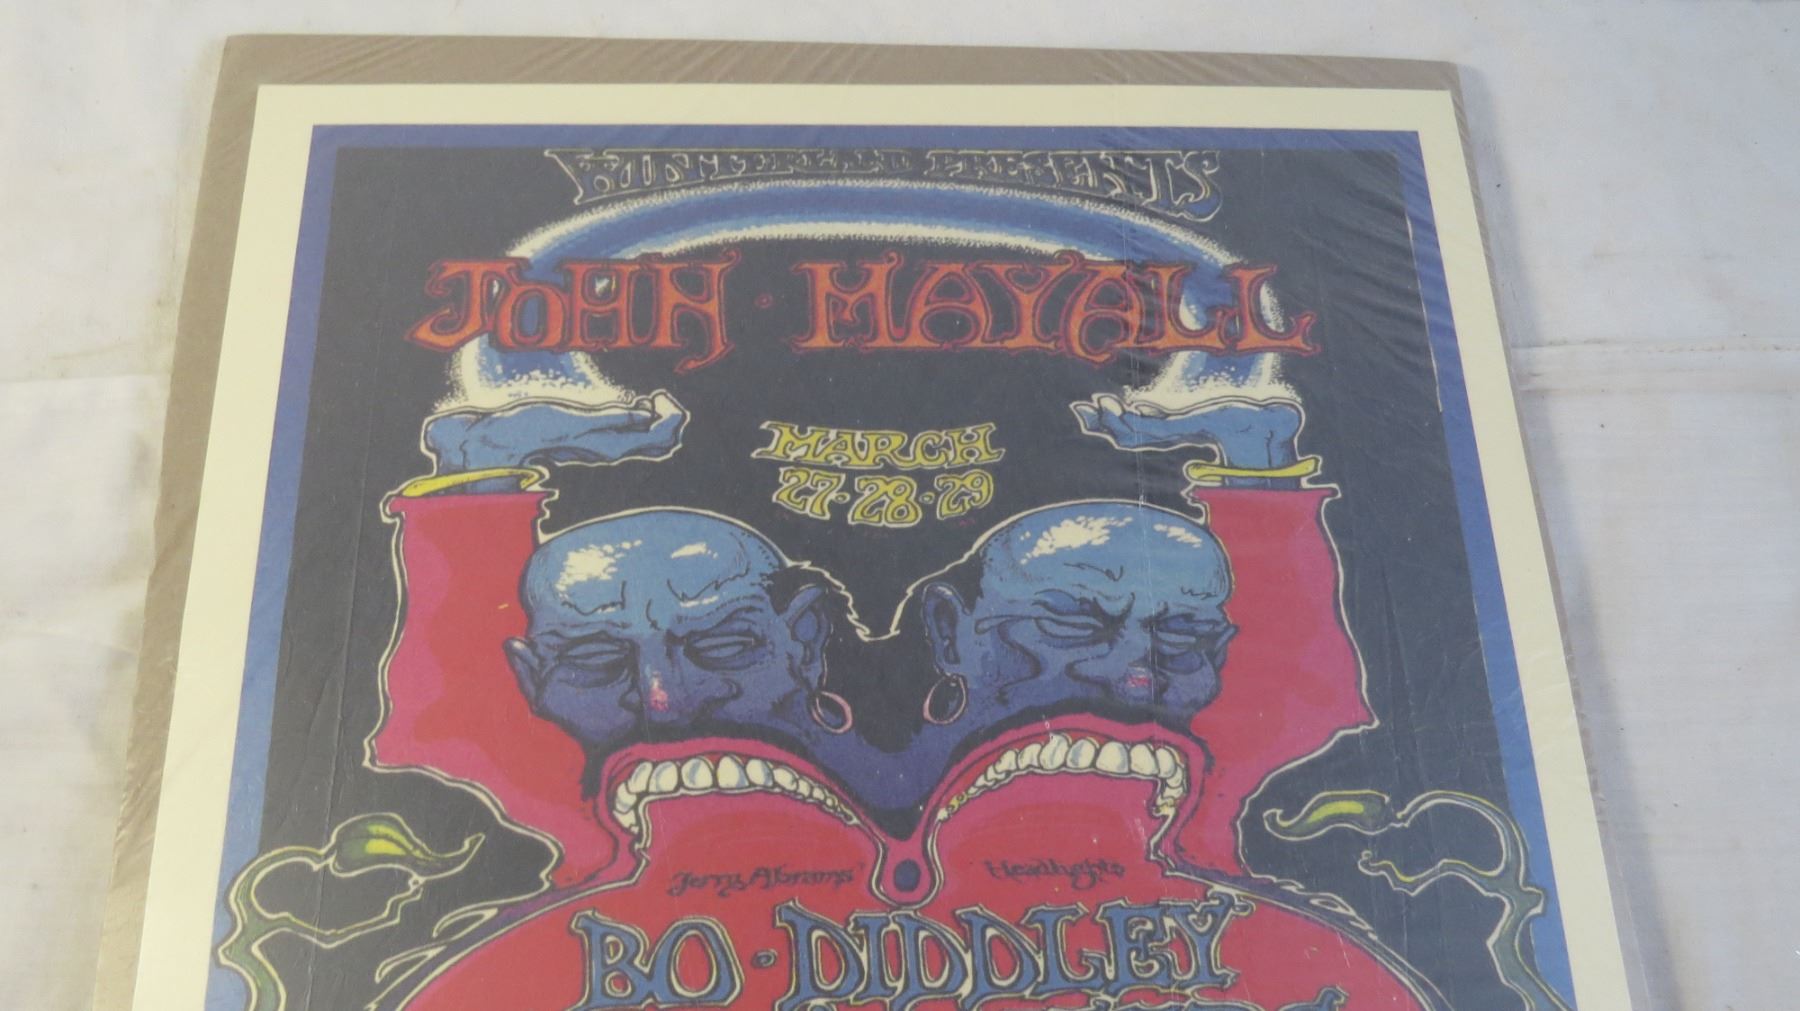 WINTERLAND PRESENTS
JOHN · MAYALL
MARCH
27·28·29
Jerry Abrams' Headlights
BO · DIDDLEY